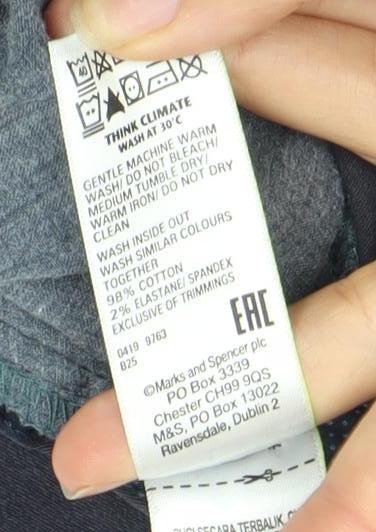 40
THINK CLIMATE
WASH AT 30°C
GENTLE MACHINE WARM
WASH/ DO NOT BLEACH/
MEDIUM TUMBLE DRY/
WARM IRON/ DO NOT DRY
CLEAN
WASH INSIDE OUT
WASH SIMILAR COLOURS
TOGETHER
98% COTTON
2% ELASTANE/ SPANDEX
EXCLUSIVE OF TRIMMINGS
EAC
0419 9763
B25
©Marks and Spencer plc
PO Box 3339
Chester CH99 9QS
M&S, PO Box 13022
Ravensdale, Dublin 2
TERBALIK